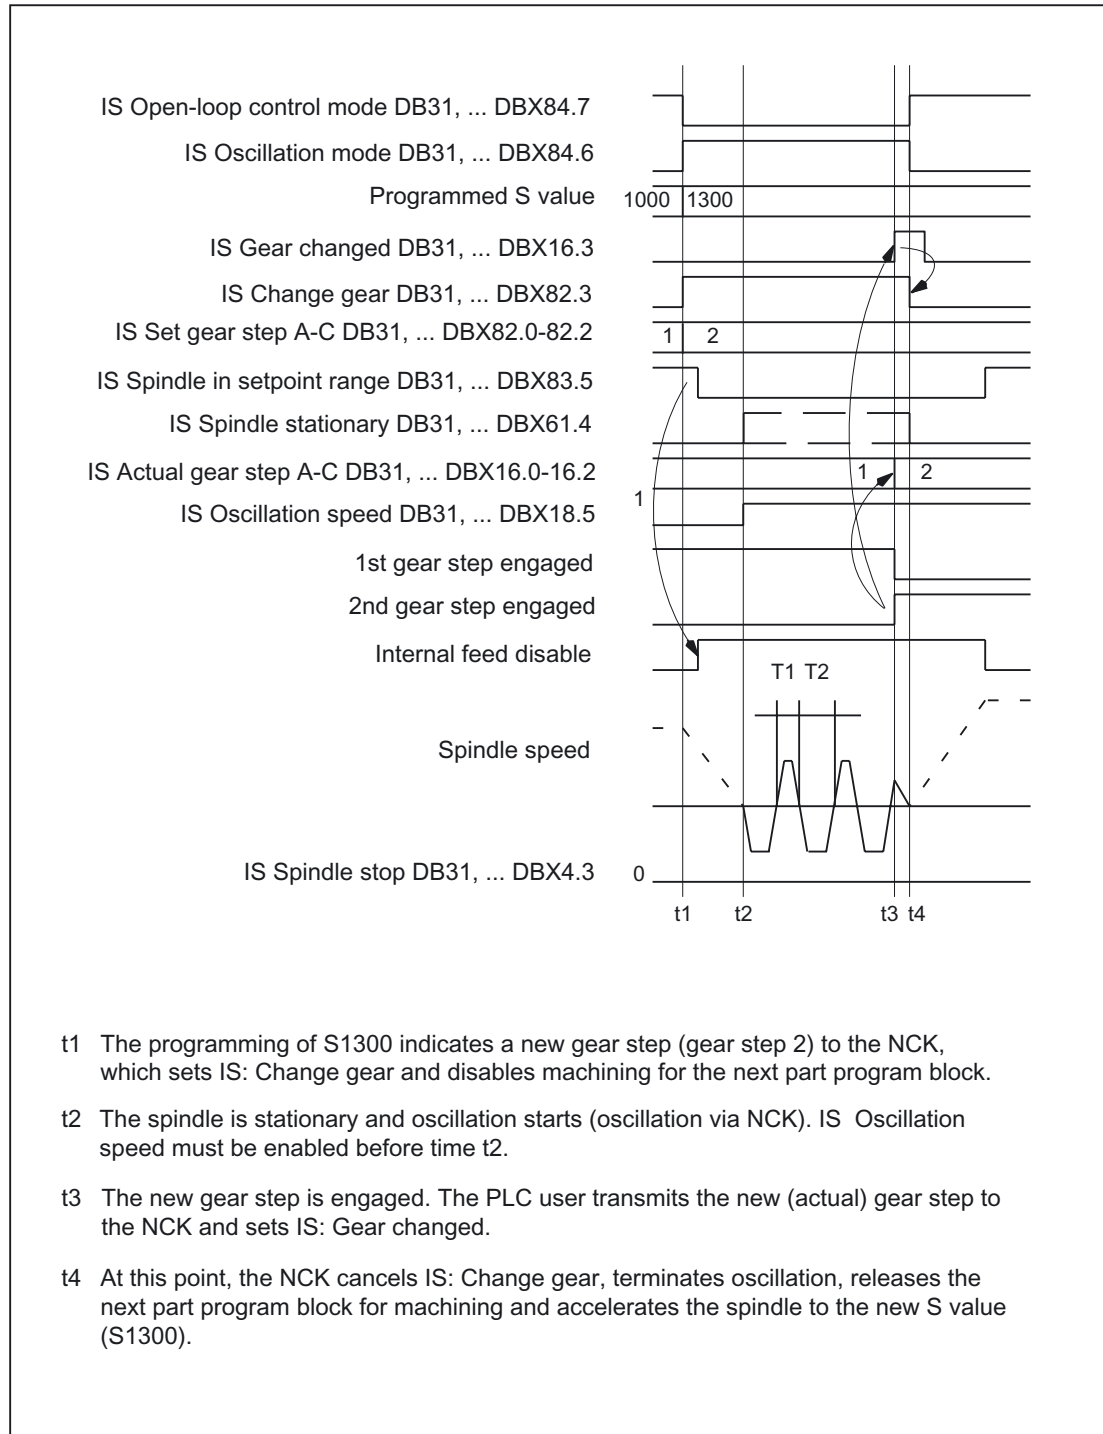 IS Open-loop control mode DB31, ... DBX84.7
IS Oscillation mode DB31, ... DBX84.6
Programmed S value 1000 1300
IS Gear changed DB31, ... DBX16.3
IS Change gear DB31, ... DBX82.3
IS Set gear step A-C DB31, ... DBX82.0-82.2 1 2
IS Spindle in setpoint range DB31, ... DBX83.5
IS Spindle stationary DB31, ... DBX61.4
IS Actual gear step A-C DB31, ... DBX16.0-16.2 1 2
1
IS Oscillation speed DB31, ... DBX18.5
1st gear step engaged
2nd gear step engaged
Internal feed disable
T1 T2
Spindle speed
IS Spindle stop DB31, ... DBX4.3 0
t1 t2 t3 t4
t1 The programming of S1300 indicates a new gear step (gear step 2) to the NCK,
which sets IS: Change gear and disables machining for the next part program block.
t2 The spindle is stationary and oscillation starts (oscillation via NCK). IS Oscillation
speed must be enabled before time t2.
t3 The new gear step is engaged. The PLC user transmits the new (actual) gear step to
the NCK and sets IS: Gear changed.
t4 At this point, the NCK cancels IS: Change gear, terminates oscillation, releases the
next part program block for machining and accelerates the spindle to the new S value
(S1300).